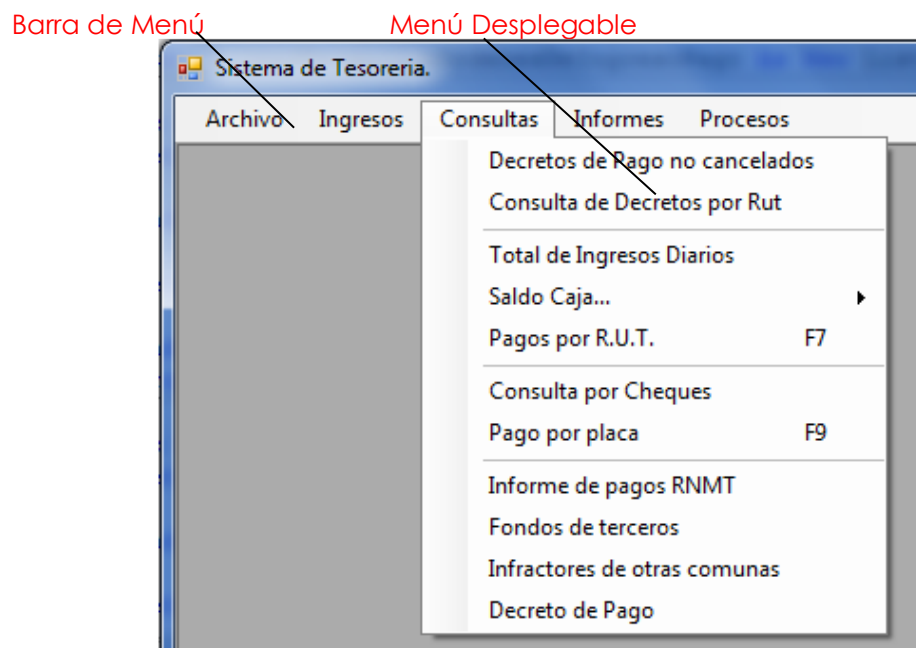 Barra de Menú Menú Desplegable
Sistema de Tesoreria.
Archivo Ingresos Consultas Informes Procesos
Decretos de Pago no cancelados
Consulta de Decretos por Rut
Total de Ingresos Diarios
Saldo Caja...
Pagos por R.U.T. F7
Consulta por Cheques
Pago por placa F9
Informe de pagos RNMT
Fondos de terceros
Infractores de otras comunas
Decreto de Pago